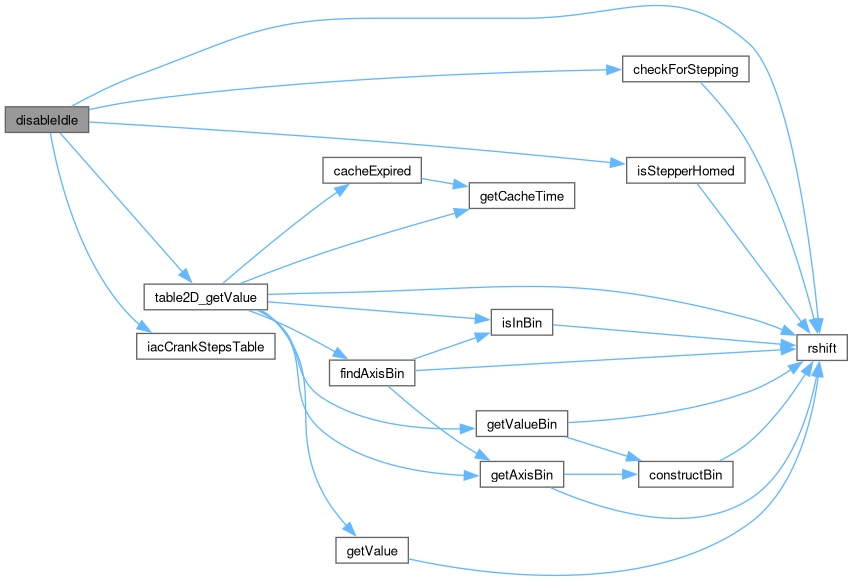 disableIdle
checkForStepping
isStepperHomed
cacheExpired
getCacheTime
table2D_getValue
isInBin
iacCrankStepsTable
rshift
findAxisBin
getValueBin
getAxisBin
constructBin
getValue